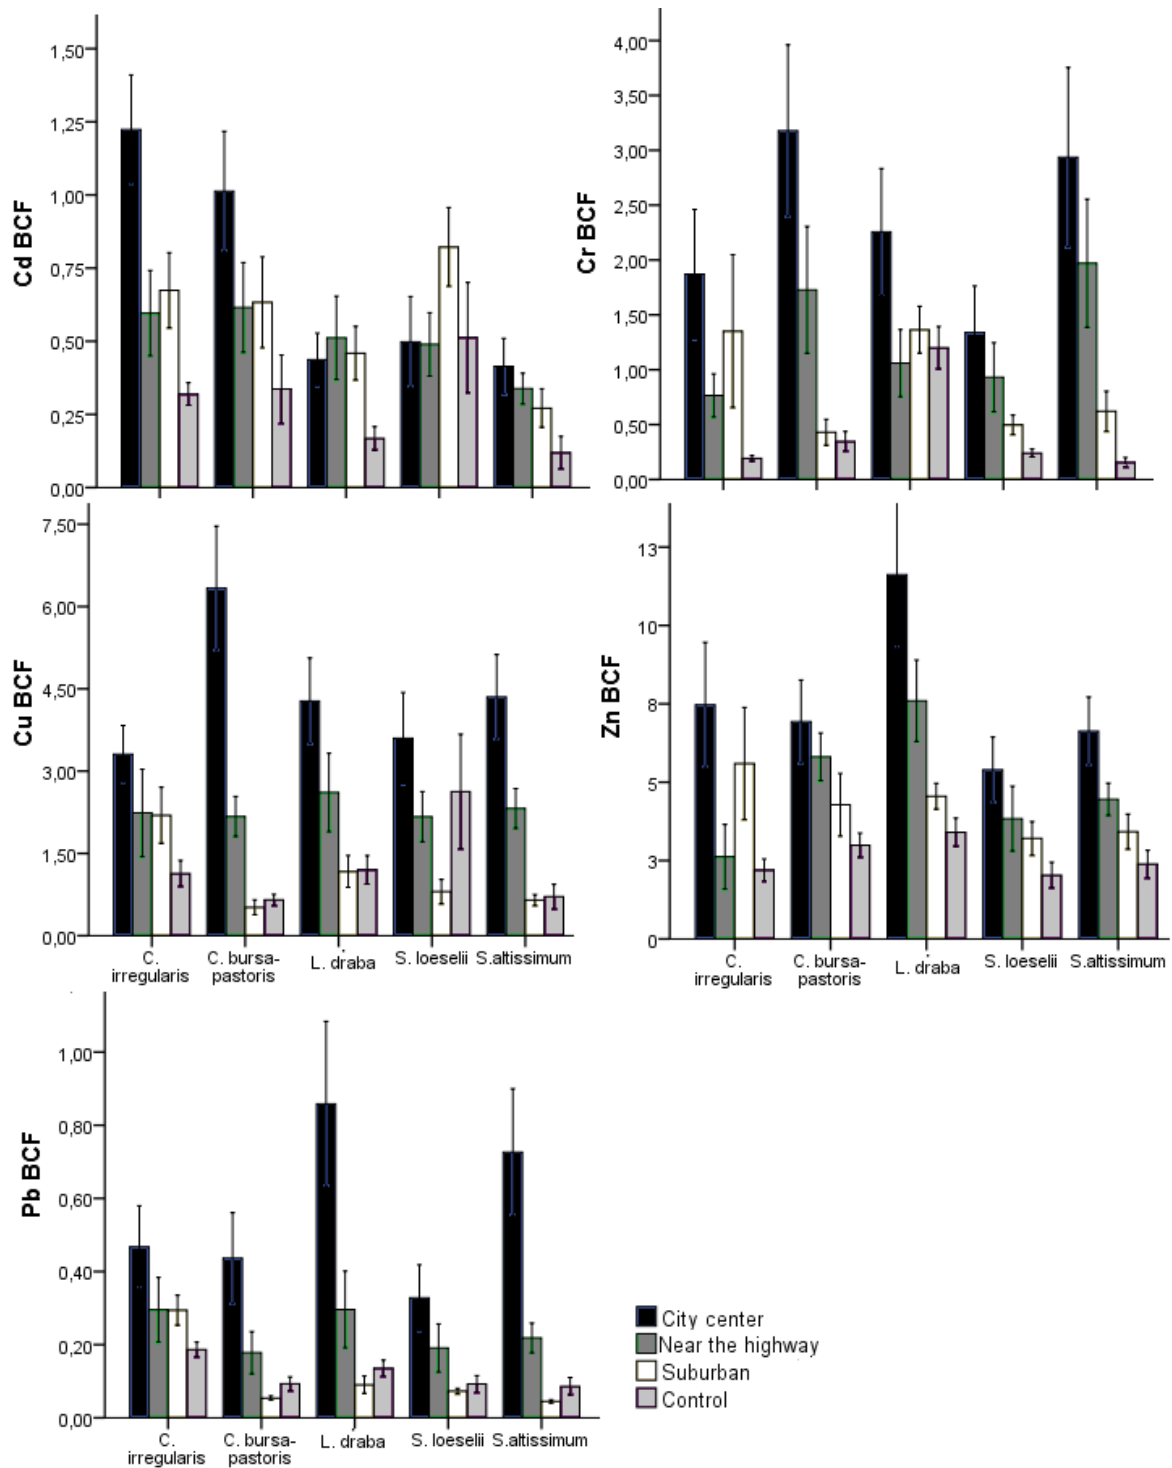 Cd BCF
1,50
1,25
1,00
0,75
0,50
0,25
0,00
Cr BCF
4,00
3,50
3,00
2,50
2,00
1,50
1,00
0,50
0,00
Cu BCF
7,50
6,00
4,50
3,00
1,50
0,00
C. irregularis
C. bursa-pastoris
L. draba
S. loeselii
S.altissimum
Zn BCF
13
10
8
5
3
0
C. irregularis
C. bursa-pastoris
L. draba
S. loeselii
S.altissimum
Pb BCF
1,00
0,80
0,60
0,40
0,20
0,00
C. irregularis
C. bursa-pastoris
L. draba
S. loeselii
S.altissimum
City center
Near the highway
Suburban
Control